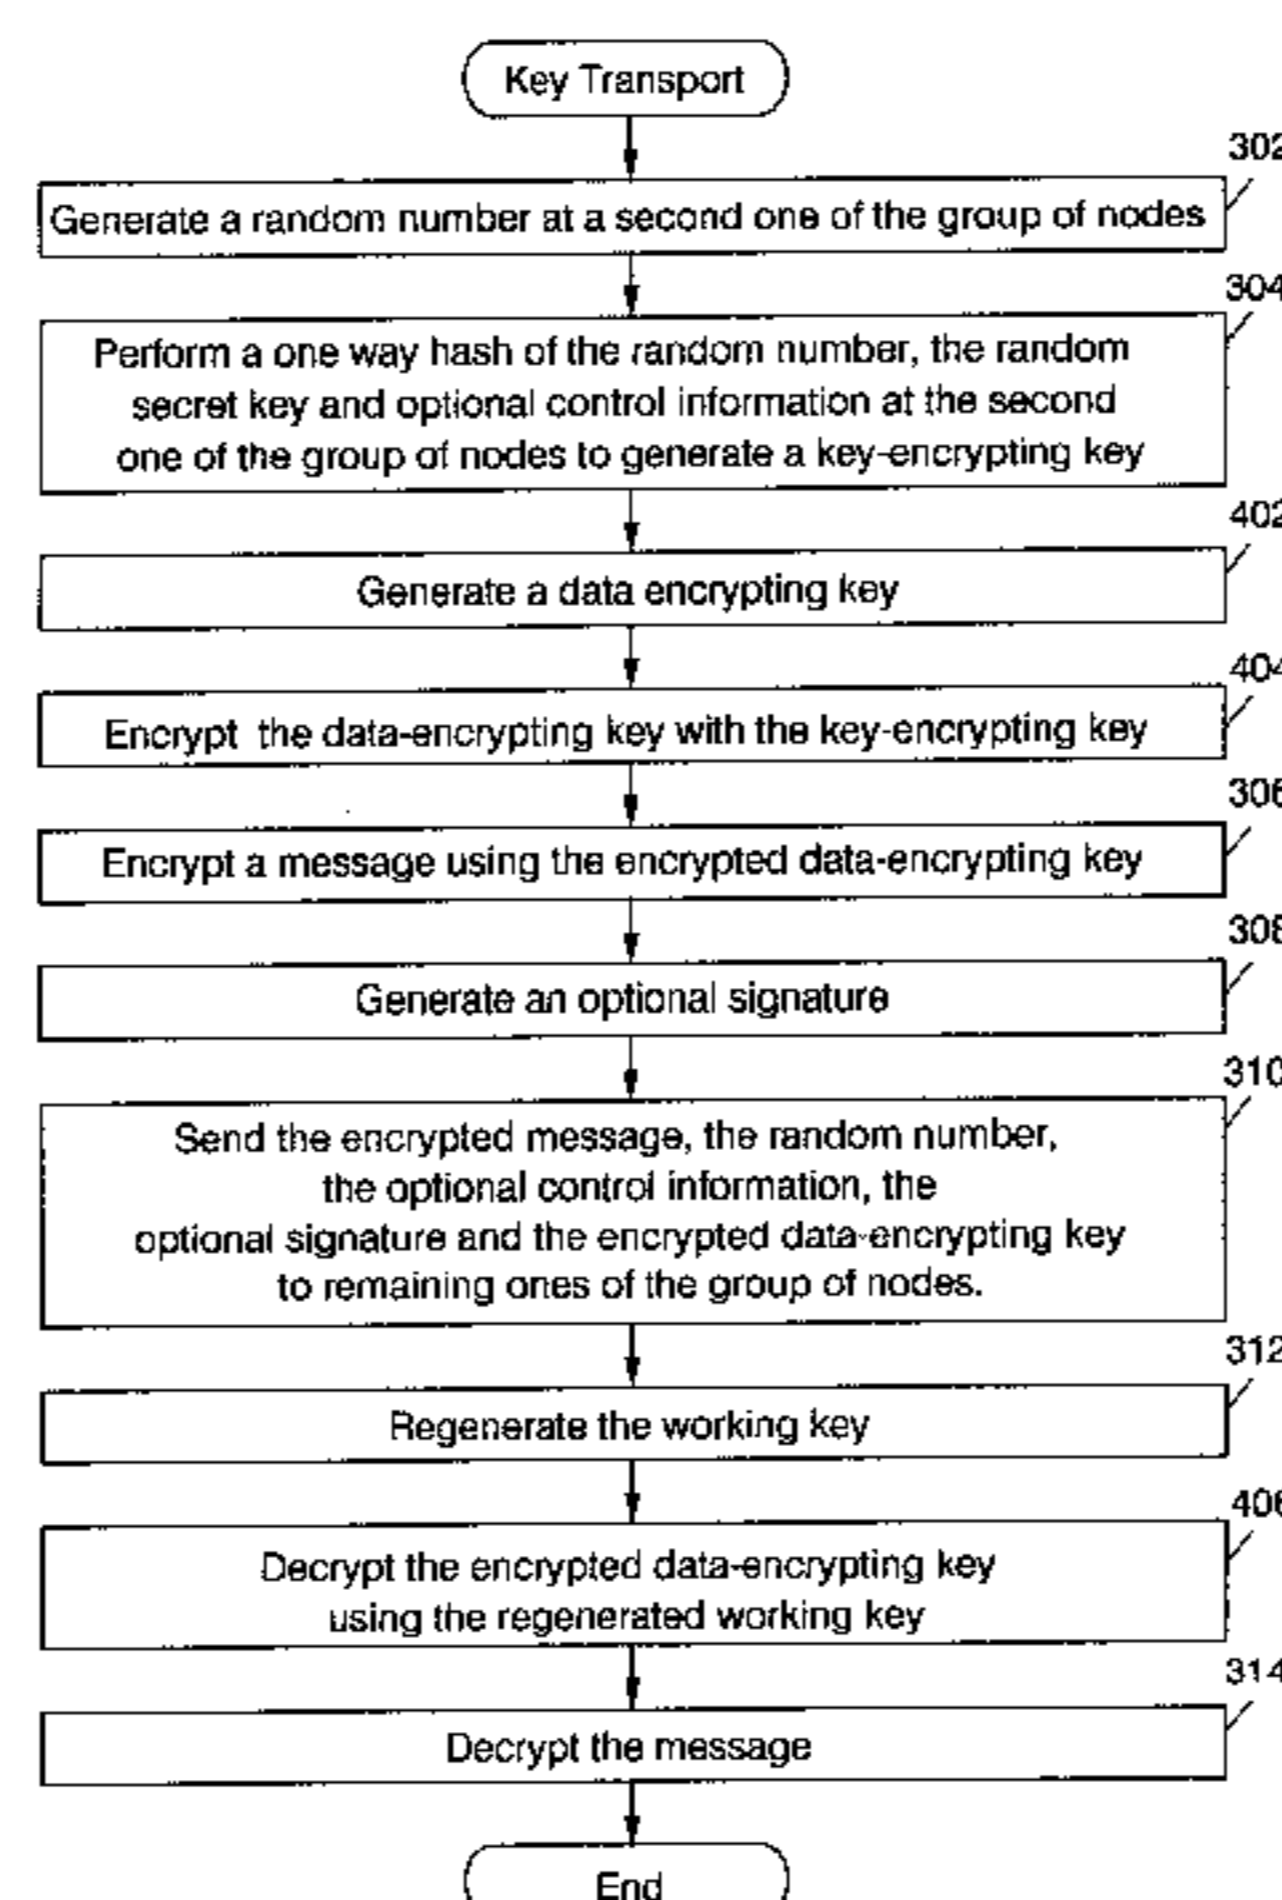 Key Transport
302
Generate a random number at a second one of the group of nodes
304
Perform a one way hash of the random number, the random
secret key and optional control information at the second
one of the group of nodes to generate a key-encrypting key
402
Generate a data encrypting key
404
Encrypt the data-encrypting key with the key-encrypting key
306
Encrypt a message using the encrypted data-encrypting key
308
Generate an optional signature
310
Send the encrypted message, the random number,
the optional control information, the
optional signature and the encrypted data-encrypting key
to remaining ones of the group of nodes.
312
Regenerate the working key
406
Decrypt the encrypted data-encrypting key
using the regenerated working key
314
Decrypt the message
End